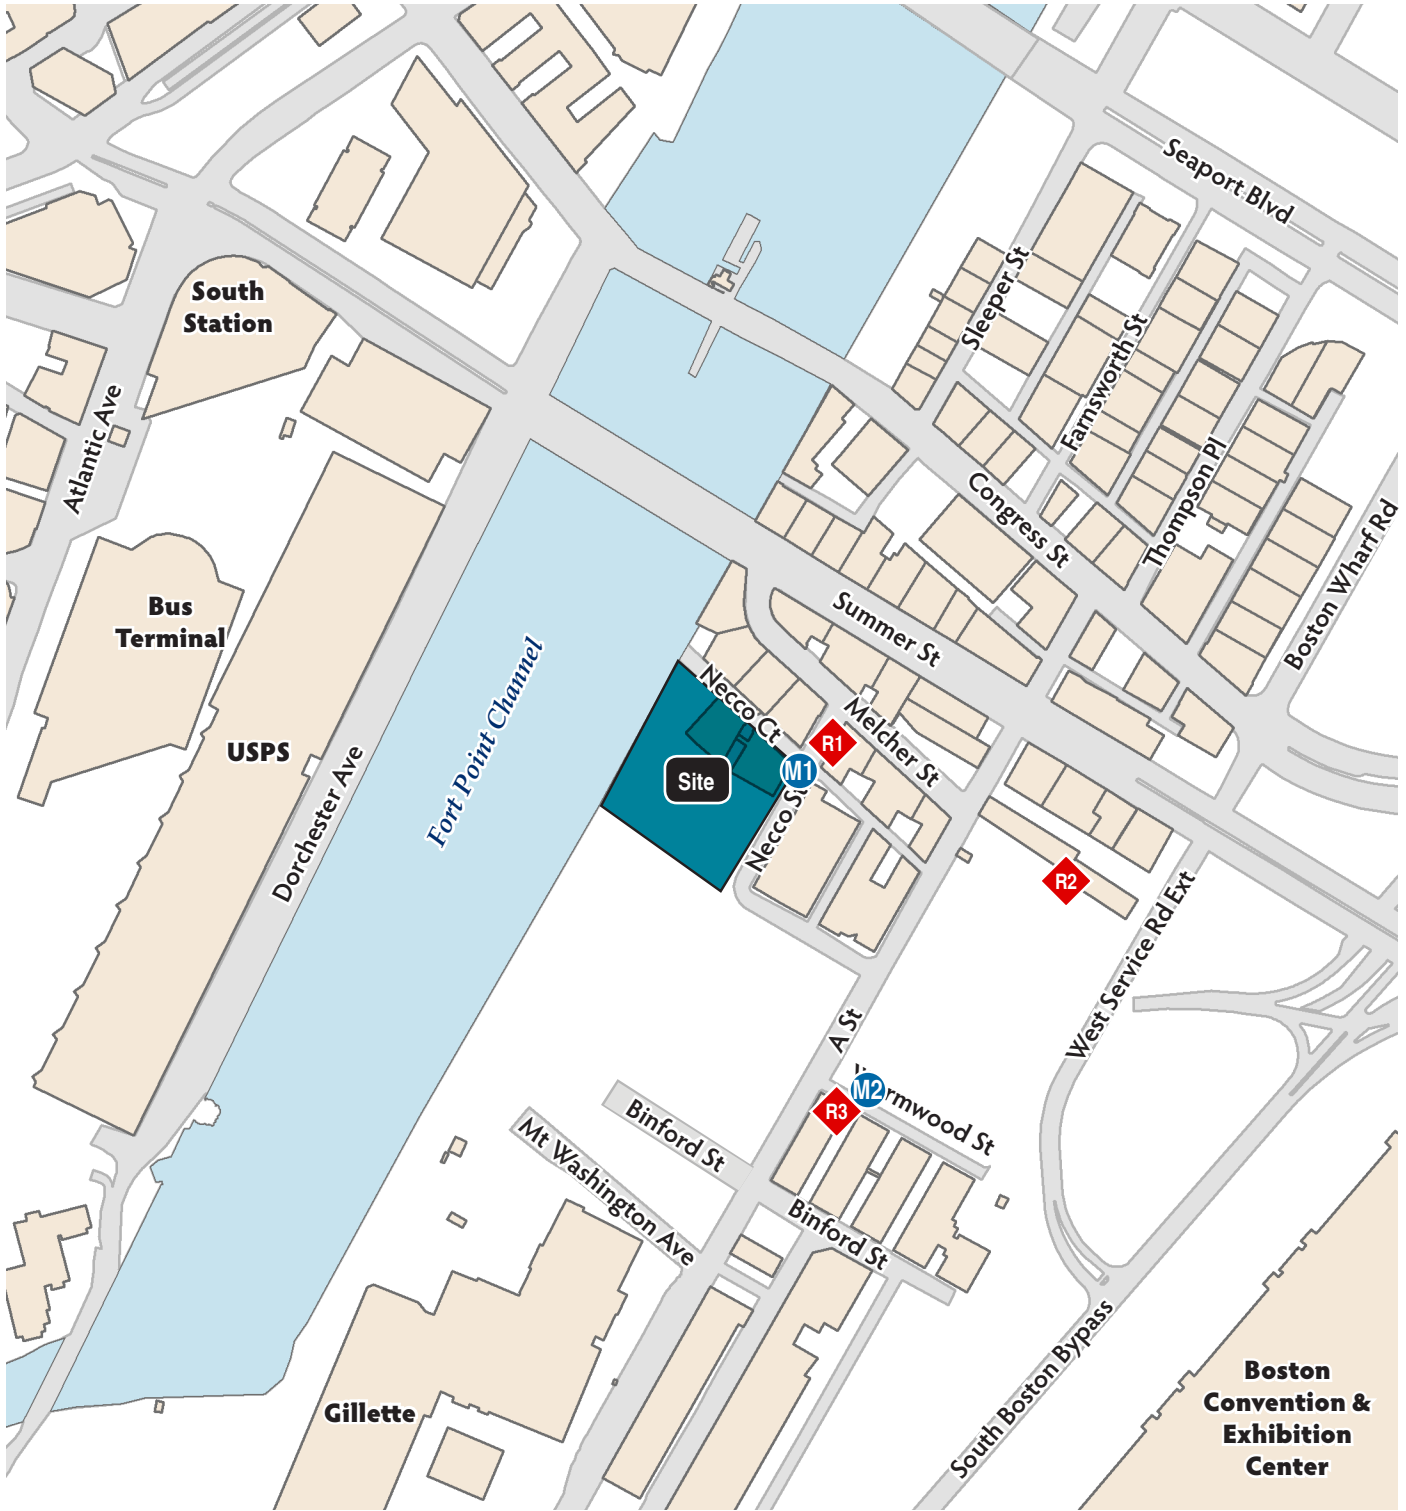 Seaport Blvd
South
Station
Sleeper St
Farnsworth St
Atlantic Ave
Thompson Pl
Congress St
Boston Wharf Rd
Bus
Terminal
Summer St
Fort Point Channel
Necco Ct
Melcher St
R1
USPS
M1
Site
Necco St
Dorchester Ave
R2
West Service Rd Ext
A St
M2
R3
Wormwood St
Binford St
Mt Washington Ave
Binford St
South Boston Bypass
Gillette
Boston
Convention &
Exhibition
Center